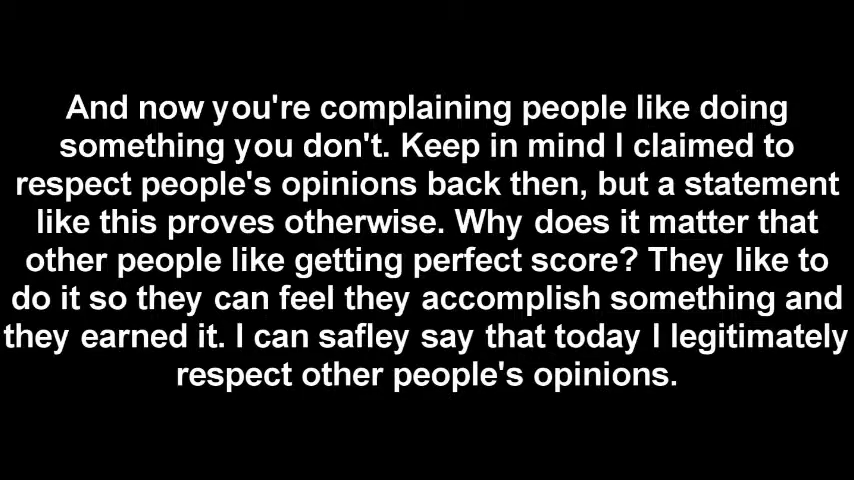 And now you're complaining people like doing
something you don't. Keep in mind I claimed to
respect people's opinions back then, but a statement
like this proves otherwise. Why does it matter that
other people like getting perfect score? They like to
do it so they can feel they accomplish something and
they earned it. I can safley say that today I legitimately
respect other people's opinions.